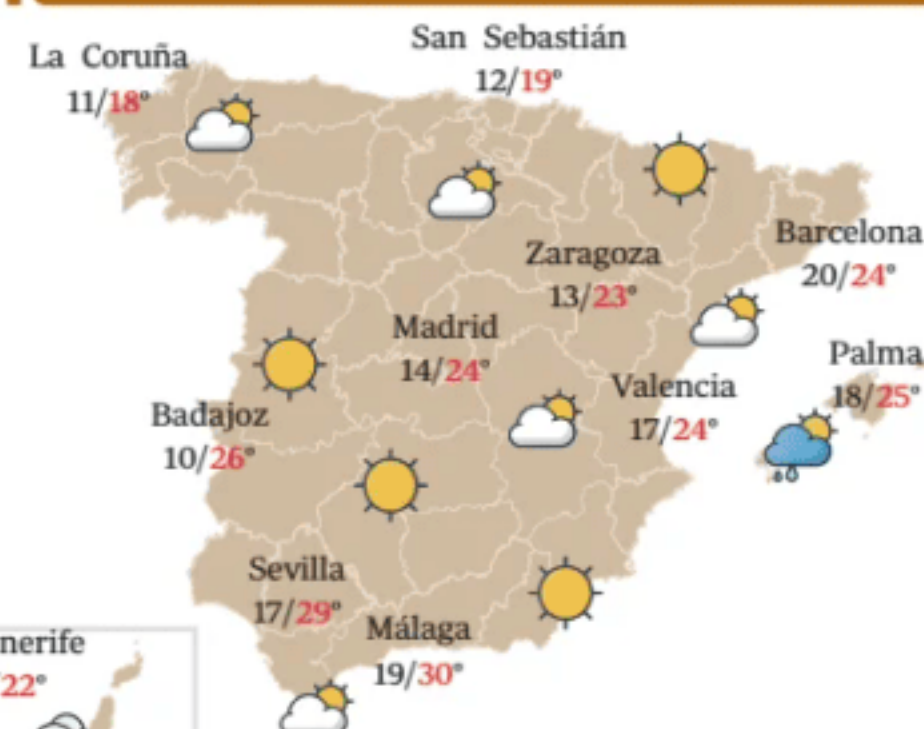 La Coruña
11/18°
San Sebastián
12/19°
Zaragoza
13/23°
Barcelona
20/24°
Madrid
14/24°
Palma
18/25°
Valencia
17/24°
Badajoz
10/26°
Sevilla
17/29°
Málaga
19/30°
nerife
/22°